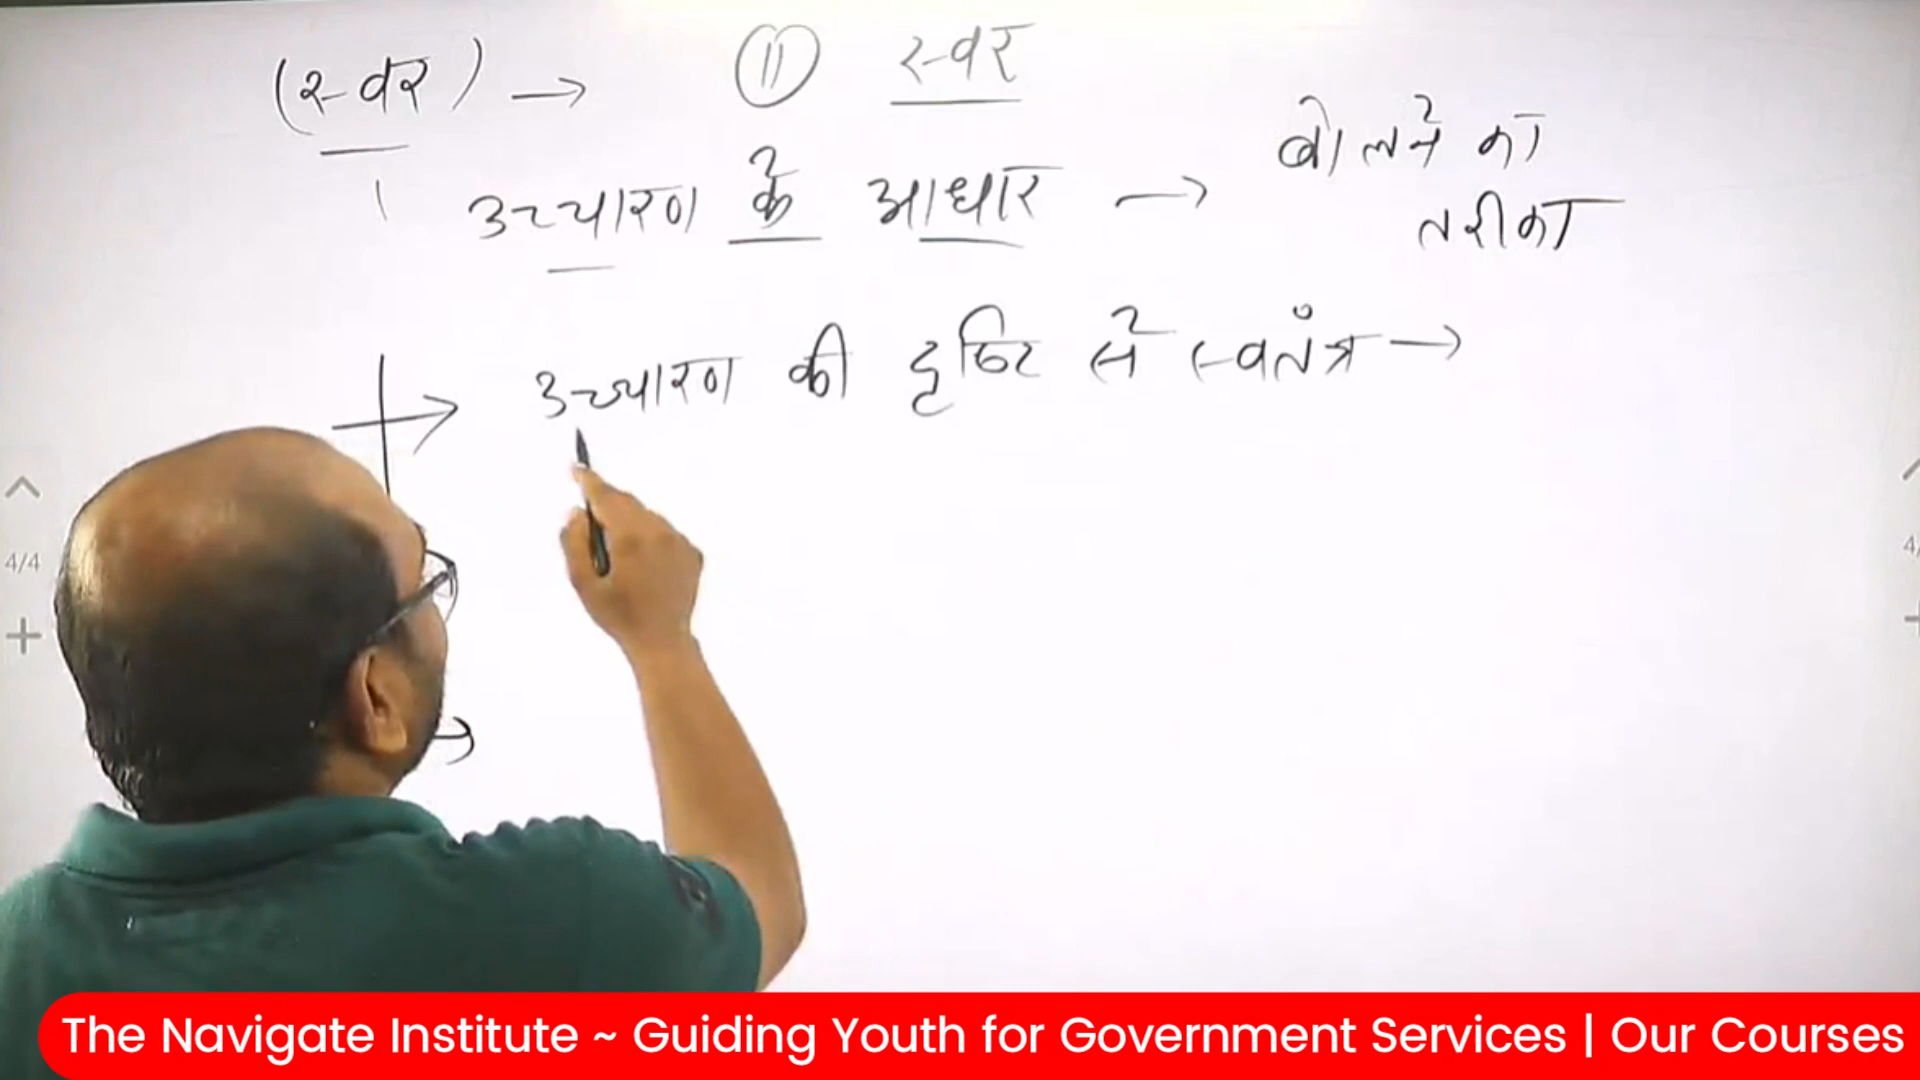 (स्वर) → 11 स्वर
उच्चारण के आधार → बोलने का
तरीका
उच्चारण की दृष्टि से स्वतंत्र →
4/4
4/
The Navigate Institute ~ Guiding Youth for Government Services | Our Courses